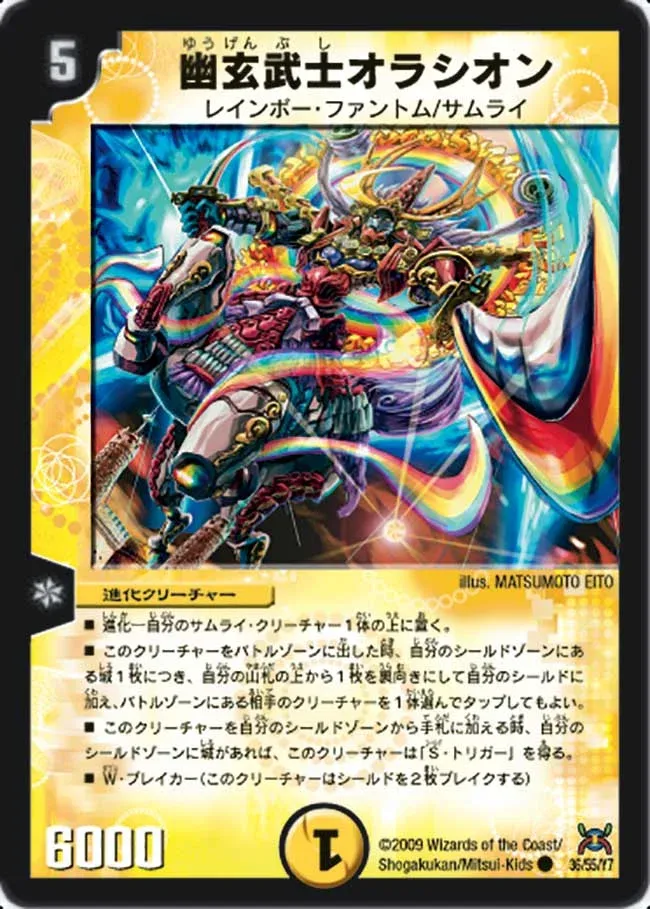 5
ゆうげんぶし
幽玄武士オラシオン
レインボー・ファントム/サムライ
illus. MATSUMOTO EITO
進化クリーチャー
■ 進化―自分のサムライ・クリーチャー1体の上に置く。
■ このクリーチャーをバトルゾーンに出した時、自分のシールドゾーンにあ
る城1枚につき、自分の山札の上から1枚を裏向きにして自分のシールドに
加え、バトルゾーンにある相手のクリーチャーを1体選んでタップしてもよい。
■ このクリーチャーを自分のシールドゾーンから手札に加える時、自分の
シールドゾーンに城があれば、このクリーチャーは「S・トリガー」を得る。
■ W・ブレイカー(このクリーチャーはシールドを2枚ブレイクする)
6000
1
©2009 Wizards of the Coast/
Shogakukan/Mitsui-Kids
36/55/Y7